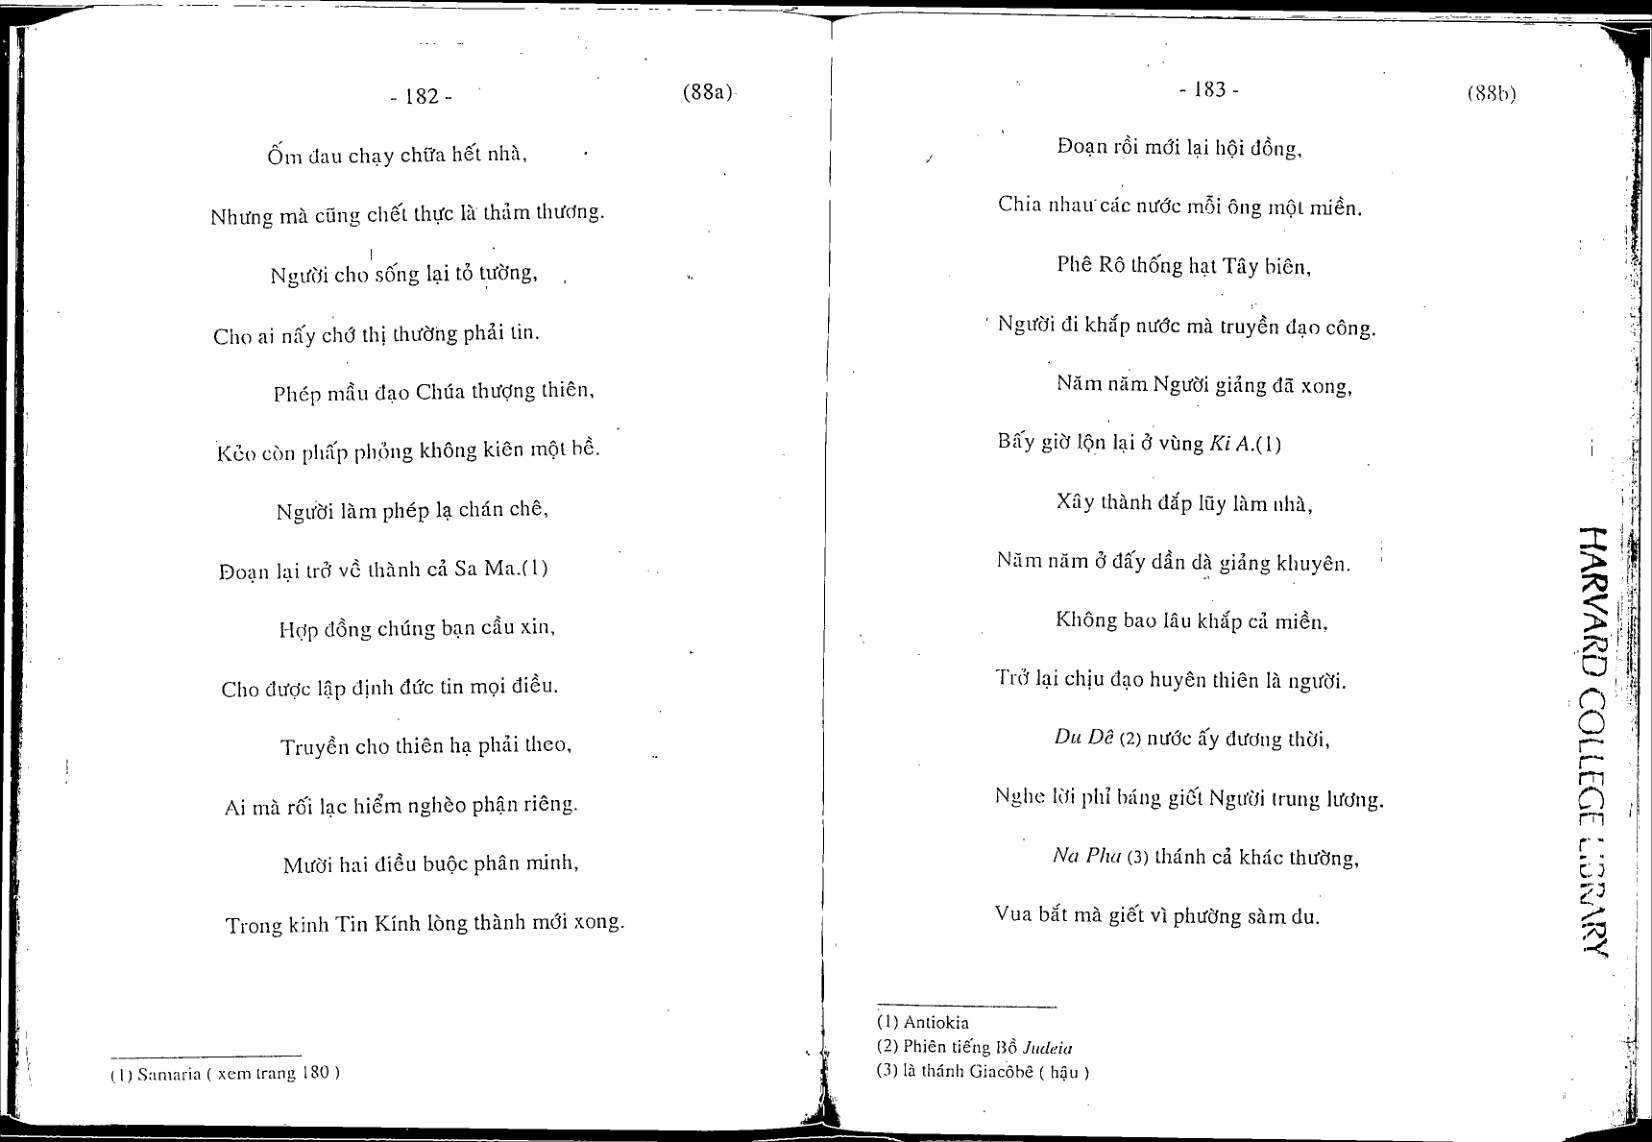 - 182 - (88a)
Ốm đau chạy chữa hết nhà,
Nhưng mà cũng chết thực là thảm thương.
Người cho sống lại tỏ tường,
Cho ai nấy chớ thị thường phải tin.
Phép mầu đạo Chúa thượng thiên,
Kẻo còn phấp phỏng không kiên một bề.
Người làm phép lạ chán chê,
Đoạn lại trở về thành cả Sa Ma.(1)
Hợp đồng chúng bạn cầu xin,
Cho được lập định đức tin mọi điều.
Truyền cho thiên hạ phải theo,
Ai mà rối lạc hiểm nghèo phận riêng.
Mười hai điều buộc phân minh,
Trong kinh Tin Kính lòng thành mới xong.
(1) Samaria ( xem trang 180 )
- 183 - (88b)
Đoạn rồi mới lại hội đồng,
Chia nhau các nước mỗi ông một miền.
Phê Rô thống hạt Tây biên,
Người đi khắp nước mà truyền đạo công.
Năm năm Người giảng đã xong,
Bấy giờ lộn lại ở vùng Ki A.(1)
Xây thành đắp lũy làm nhà,
Năm năm ở đấy dần dà giảng khuyên.
Không bao lâu khắp cả miền,
Trở lại chịu đạo huyên thiên là người.
Du Dê (2) nước ấy đương thời,
Nghe lời phỉ báng giết Người trung lương.
Na Pha (3) thánh cả khác thường,
Vua bắt mà giết vì phường sàm du.
(1) Antiokia
(2) Phiên tiếng Bồ Judeia
(3) là thánh Giacôbê ( hậu )
HARVARD COLLEGE LIBRARY